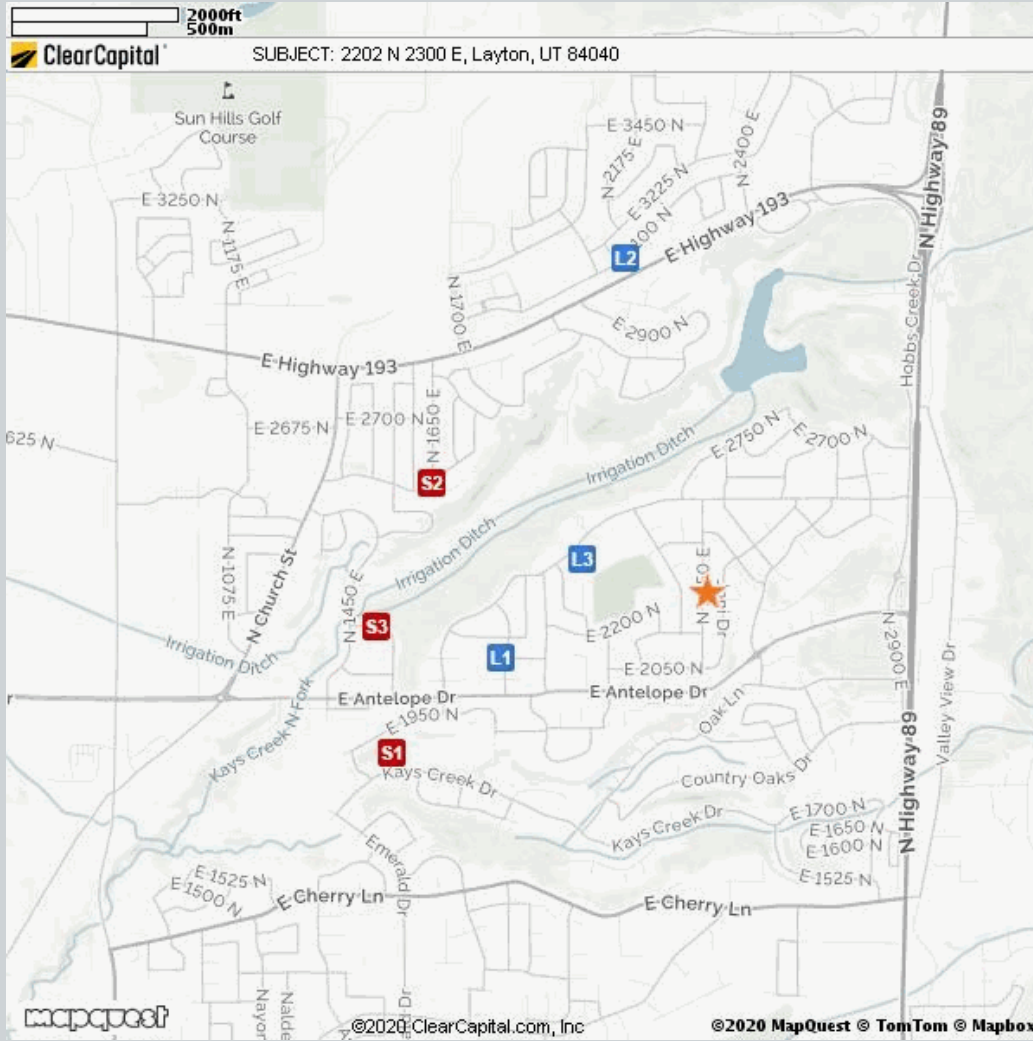 2000ft
500m
ClearCapital
SUBJECT: 2202 N 2300 E, Layton, UT 84040
Sun Hills Golf
Course
E 3450 N
N 2175 E
N 2400 E
N Highway 89
E 3250 N
E 3225 N
100 N
E Highway 193
N 1175 E
L2
N 1700 E
E 2900 N
Hobbs Creek Dr
E Highway 193
E 2675 N
E 2700 N
N 1650 E
625 N
E 2750 N
E 2700 N
Irrigation Ditch
S2
Irrigation Ditch
L3
N 1075 E
N Church St
N 1450 E
S3
E 2200 N
N 2900 E
Irrigation Ditch
L1
E 2050 N
Valley View Dr
r
E Antelope Dr
E Antelope Dr
E 1950 N
Oak Ln
Kays Creek N Fork
S1
Kays Creek Dr
Country Oaks Dr
N Highway 89
Kays Creek Dr
E 1700 N
E 1650 N
E 1600 N
Emerald Dr
E 1525 N
E 1525 N
E 1500 N
E Cherry Ln
E Cherry Ln
mapquest
©2020 ClearCapital.com, Inc
©2020 MapQuest © TomTom © Mapbox